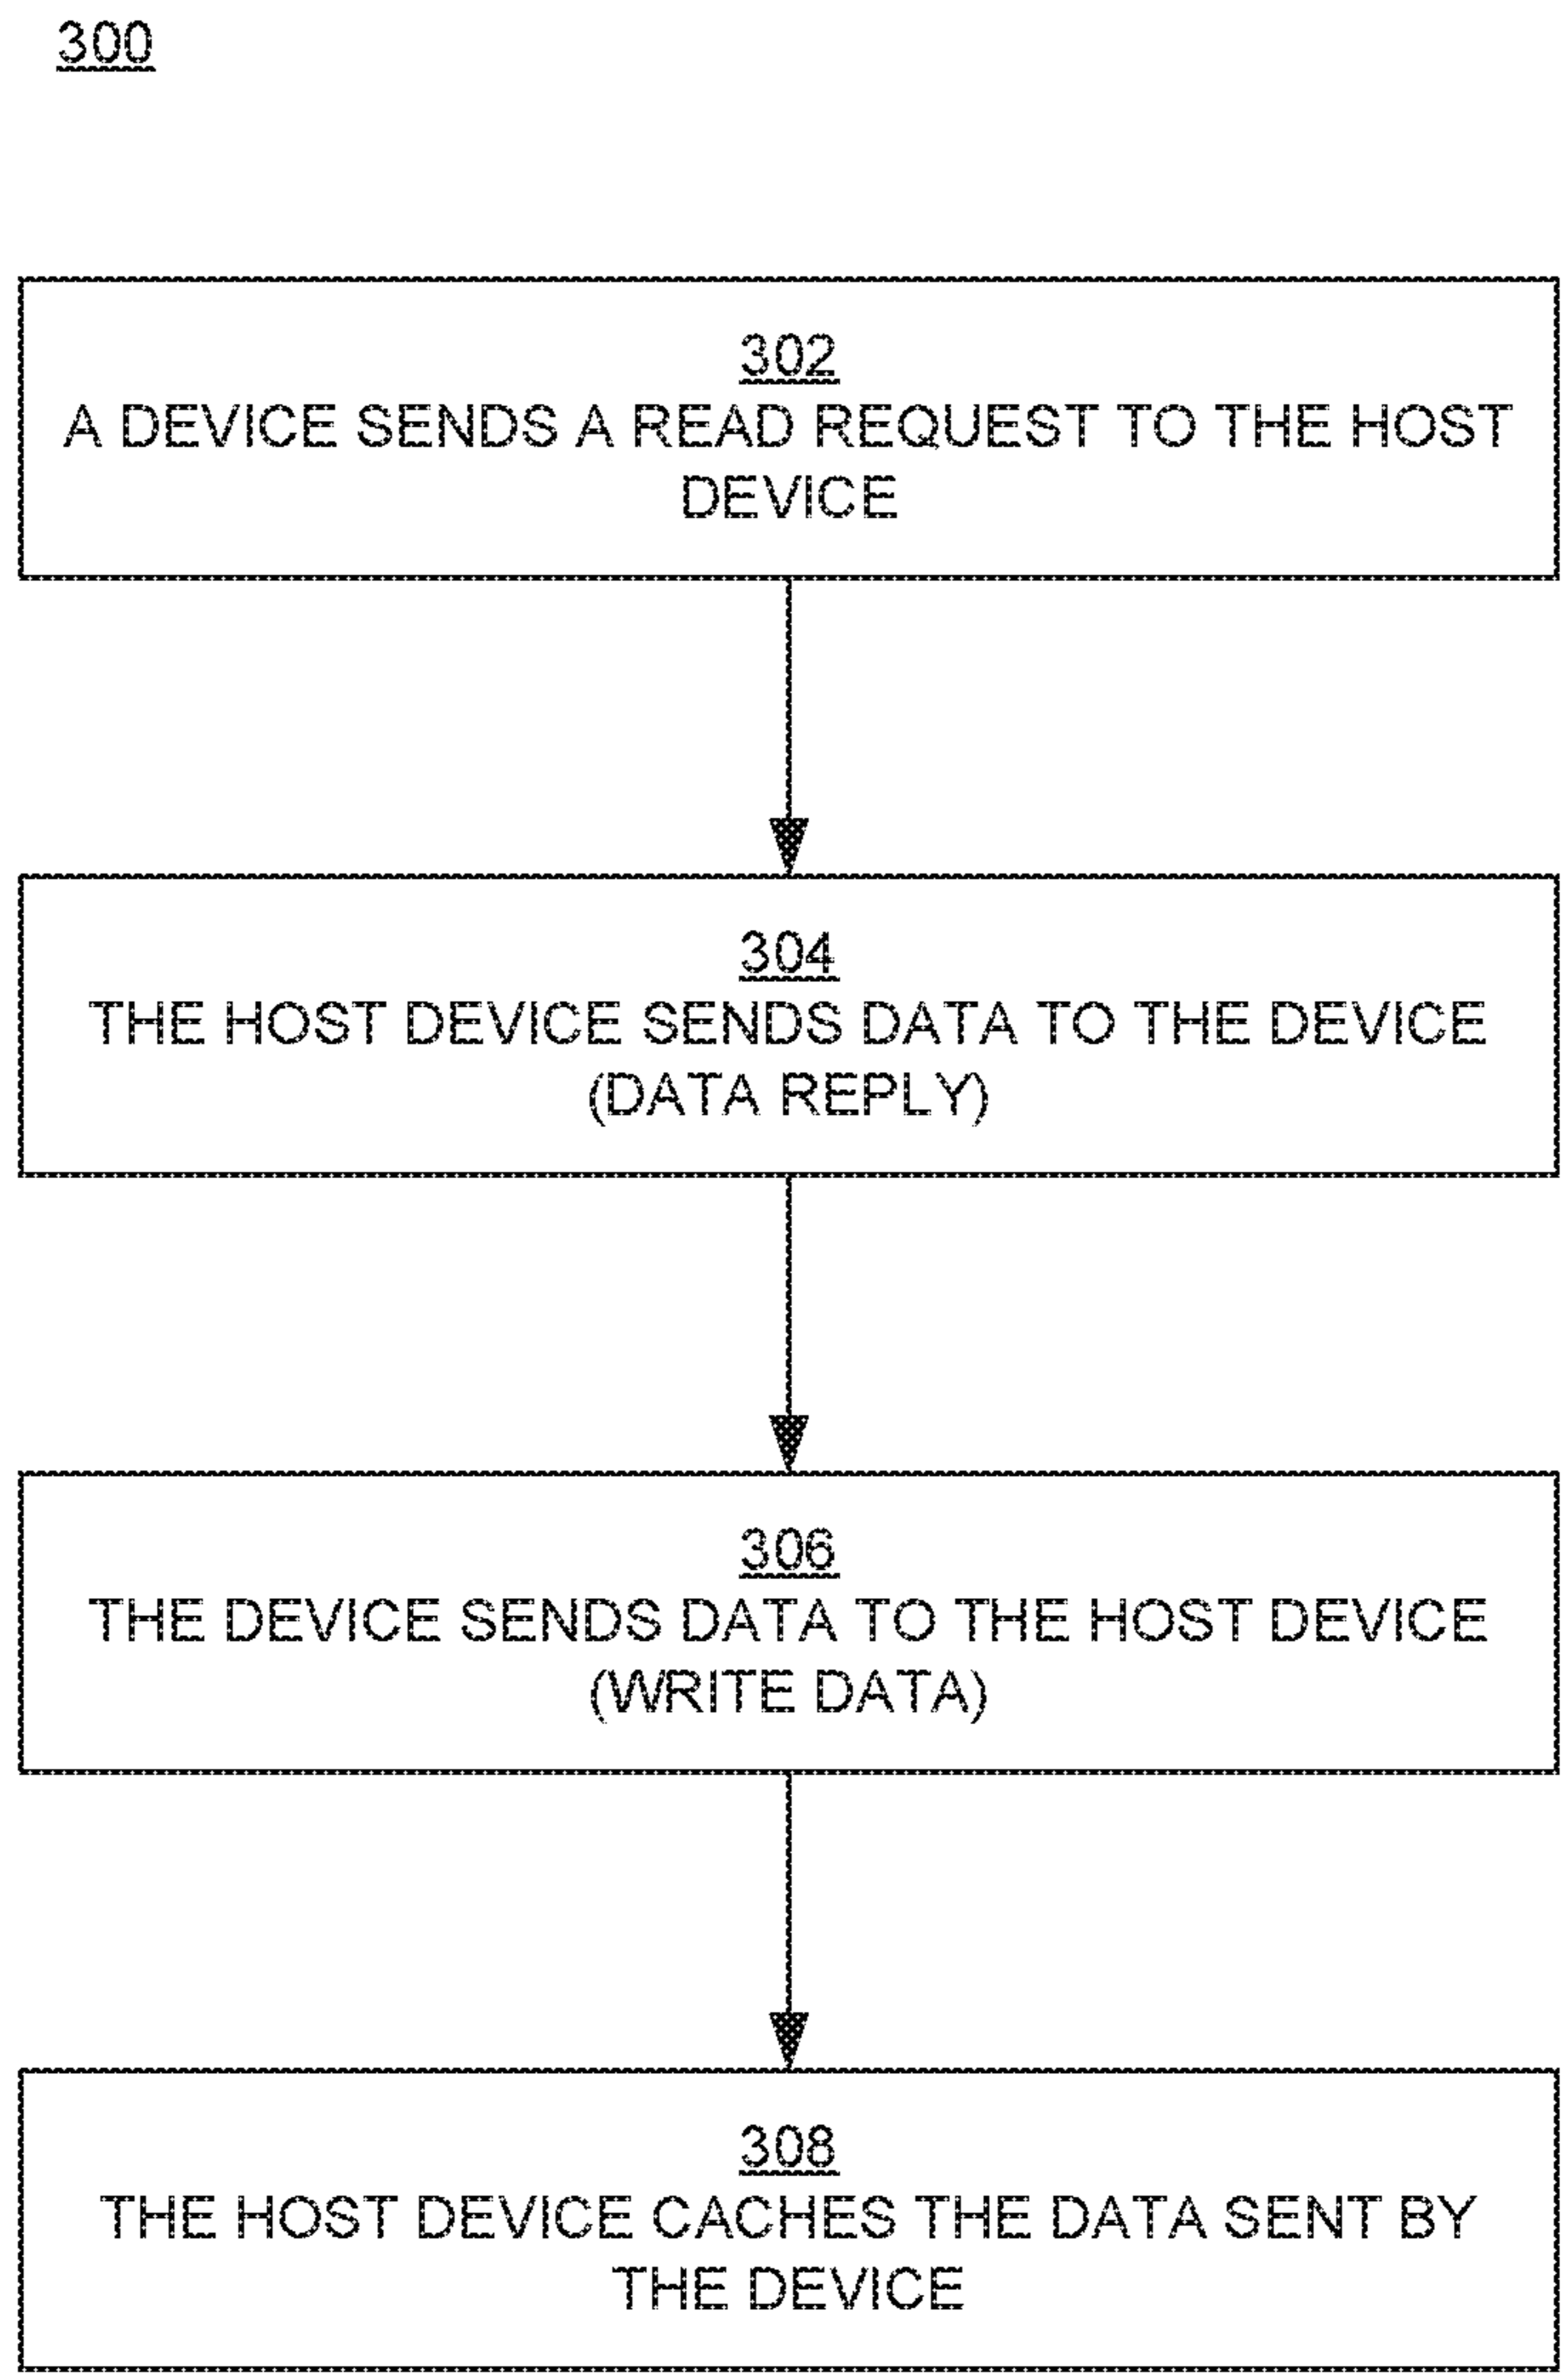 300
302
A DEVICE SENDS A READ REQUEST TO THE HOST
DEVICE
304
THE HOST DEVICE SENDS DATA TO THE DEVICE
(DATA REPLY)
306
THE DEVICE SENDS DATA TO THE HOST DEVICE
(WRITE DATA)
308
THE HOST DEVICE CACHES THE DATA SENT BY
THE DEVICE